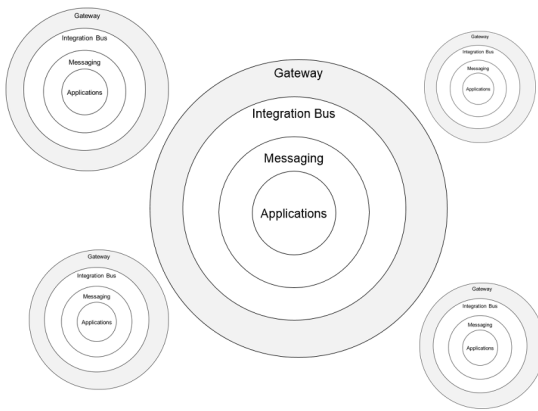 Gateway
Integration Bus
Messaging
Applications
Gateway
Integration Bus
Messaging
Applications
Gateway
Integration Bus
Messaging
Applications
Gateway
Integration Bus
Messaging
Applications
Gateway
Integration Bus
Messaging
Applications